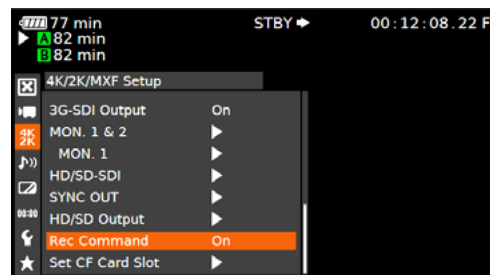 77 min STBY 00:12:08.22 F
A 82 min
B 82 min
4K/2K/MXF Setup
3G-SDI Output On
4K 2K MON. 1 & 2
MON. 1
HD/SD-SDI
SYNC OUT
00:00 HD/SD Output
Rec Command On
Set CF Card Slot